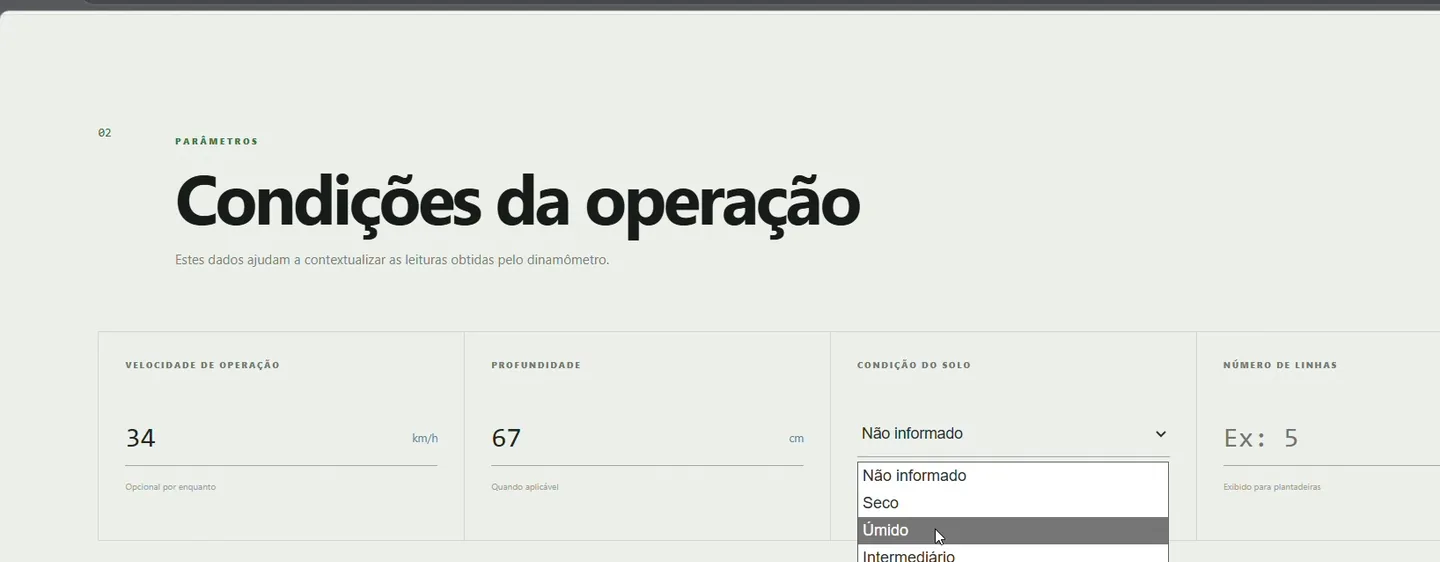 02
PARÂMETROS
Condições da operação
Estes dados ajudam a contextualizar as leituras obtidas pelo dinamômetro.
VELOCIDADE DE OPERAÇÃO
34 km/h
Opcional por enquanto
PROFUNDIDADE
67 cm
Quando aplicável
CONDIÇÃO DO SOLO
Não informado
Não informado
Seco
Úmido
Intermediário
NÚMERO DE LINHAS
Ex: 5
Exibido para plantadeiras